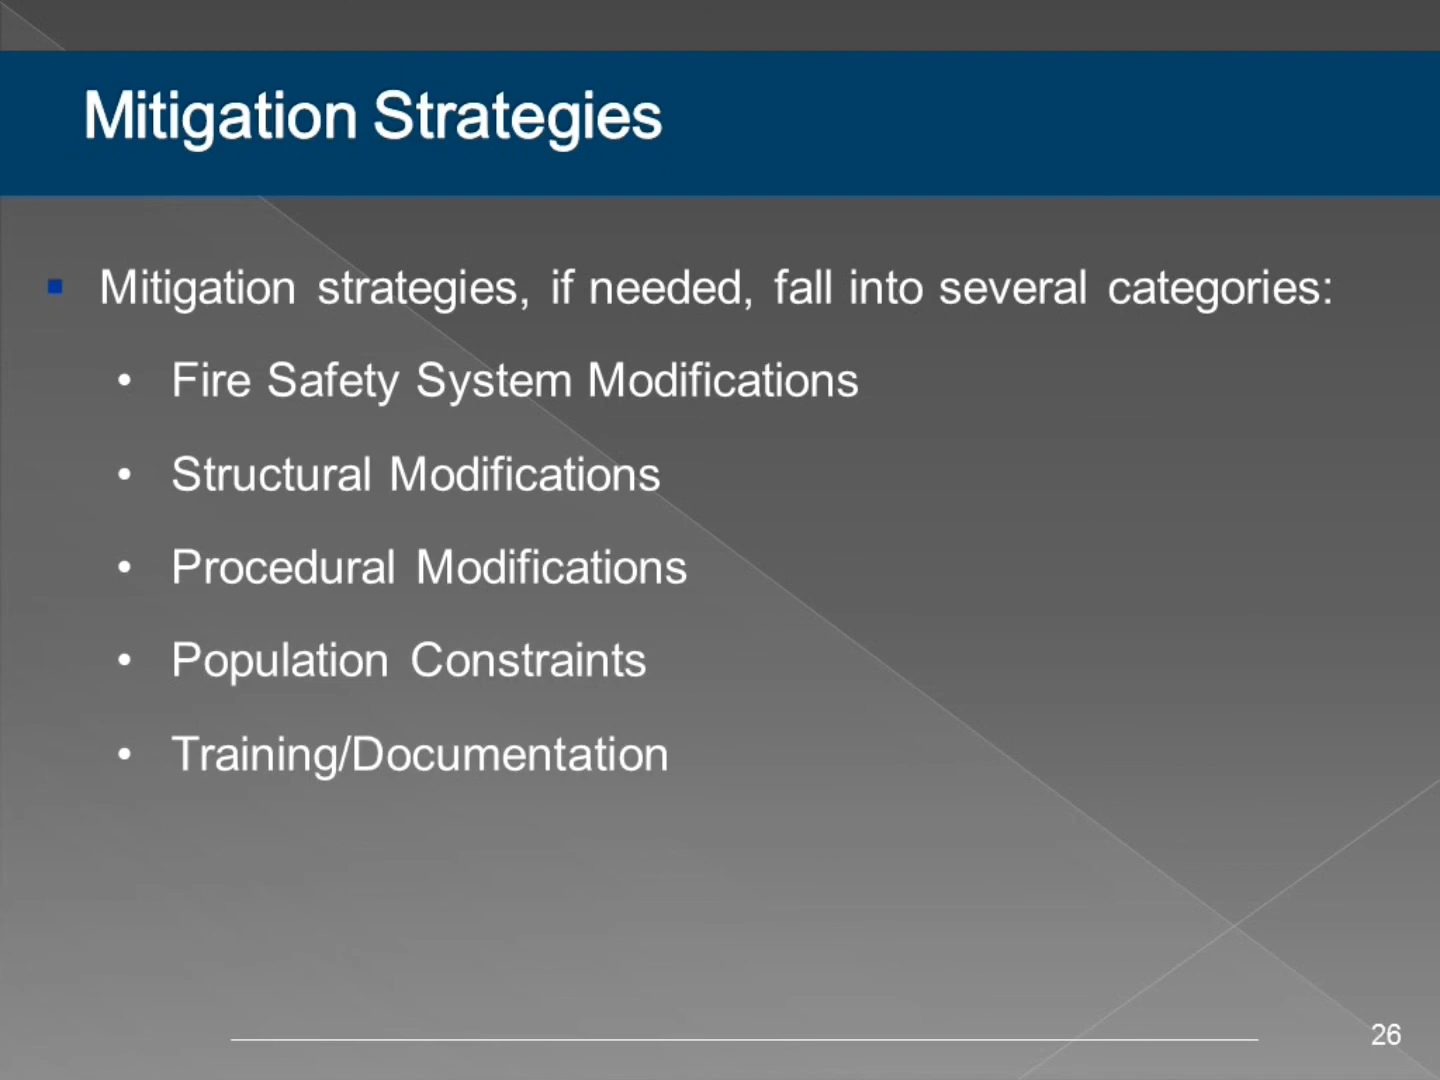 Mitigation Strategies
▪ Mitigation strategies, if needed, fall into several categories:
• Fire Safety System Modifications
• Structural Modifications
• Procedural Modifications
• Population Constraints
• Training/Documentation
26